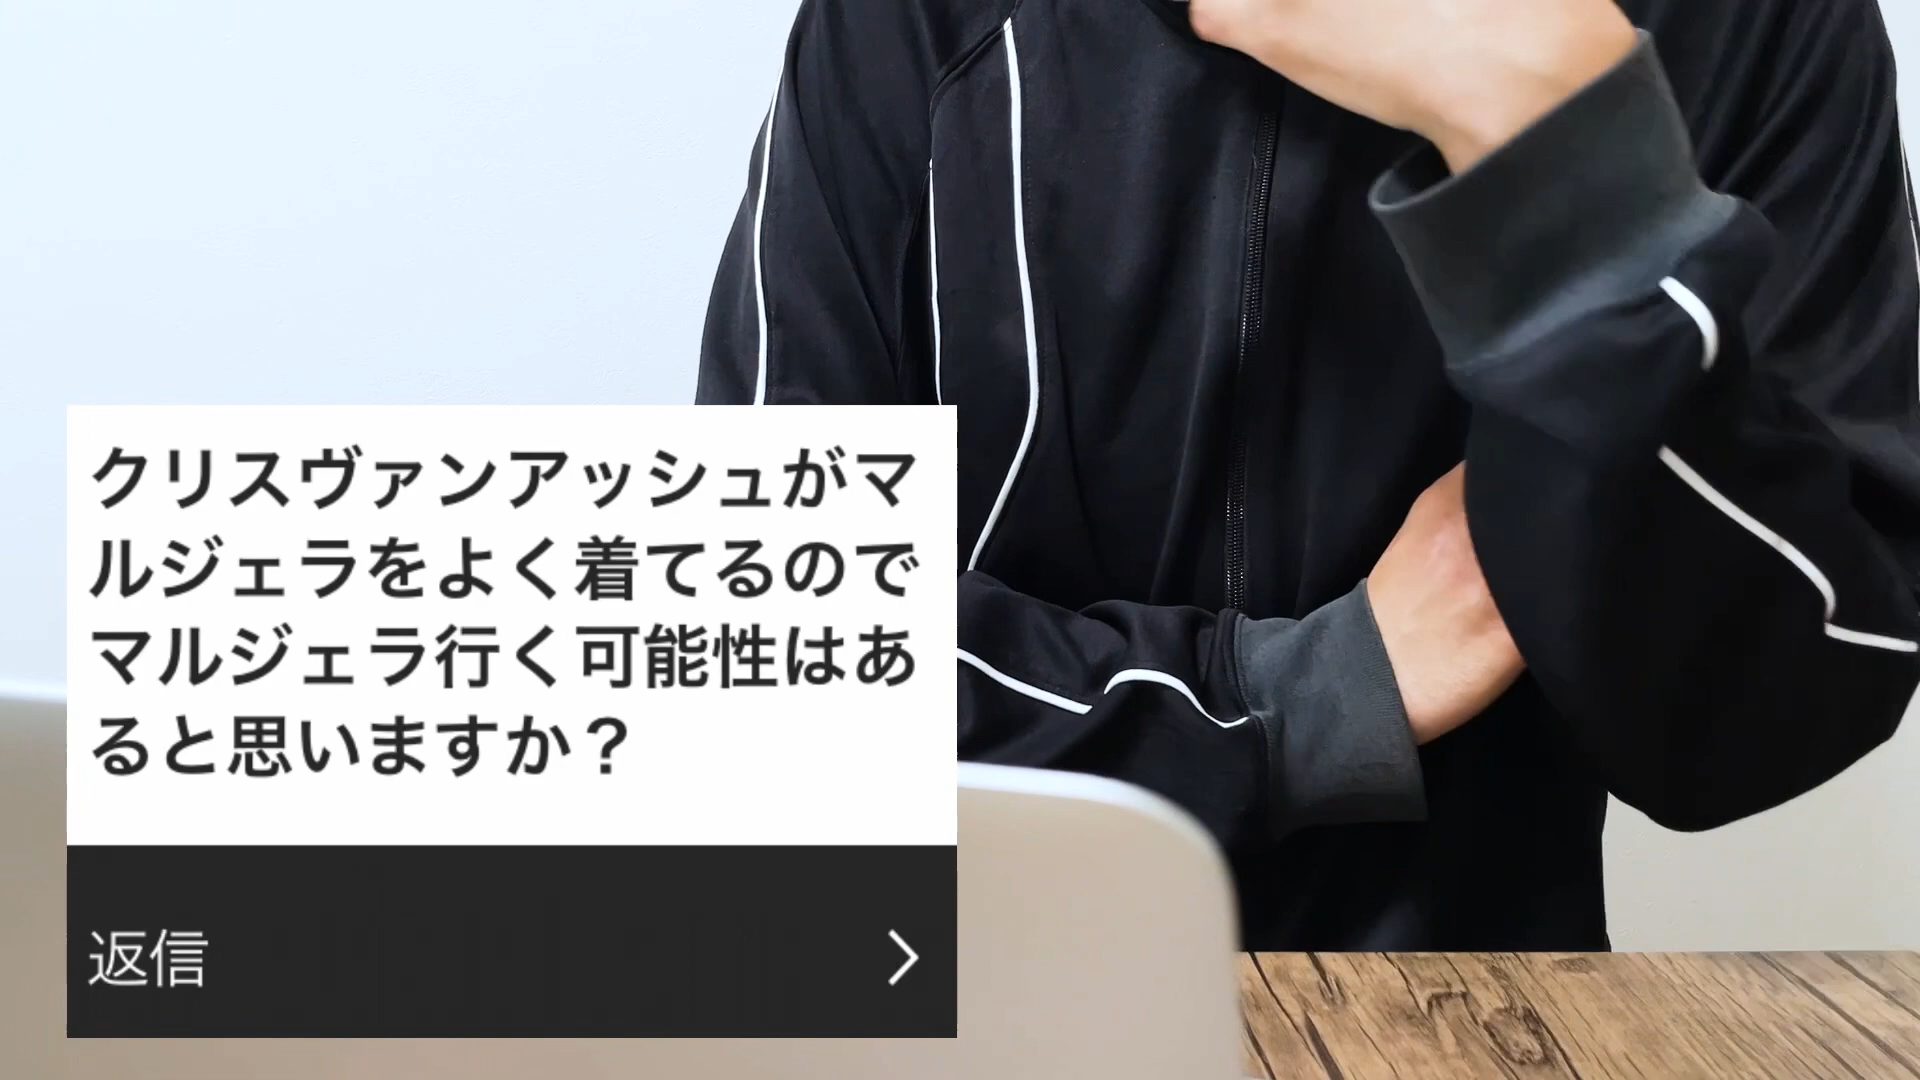 クリスヴァンアッシュがマ
ルジェラをよく着てるので
マルジェラ行く可能性はあ
ると思いますか？
返信